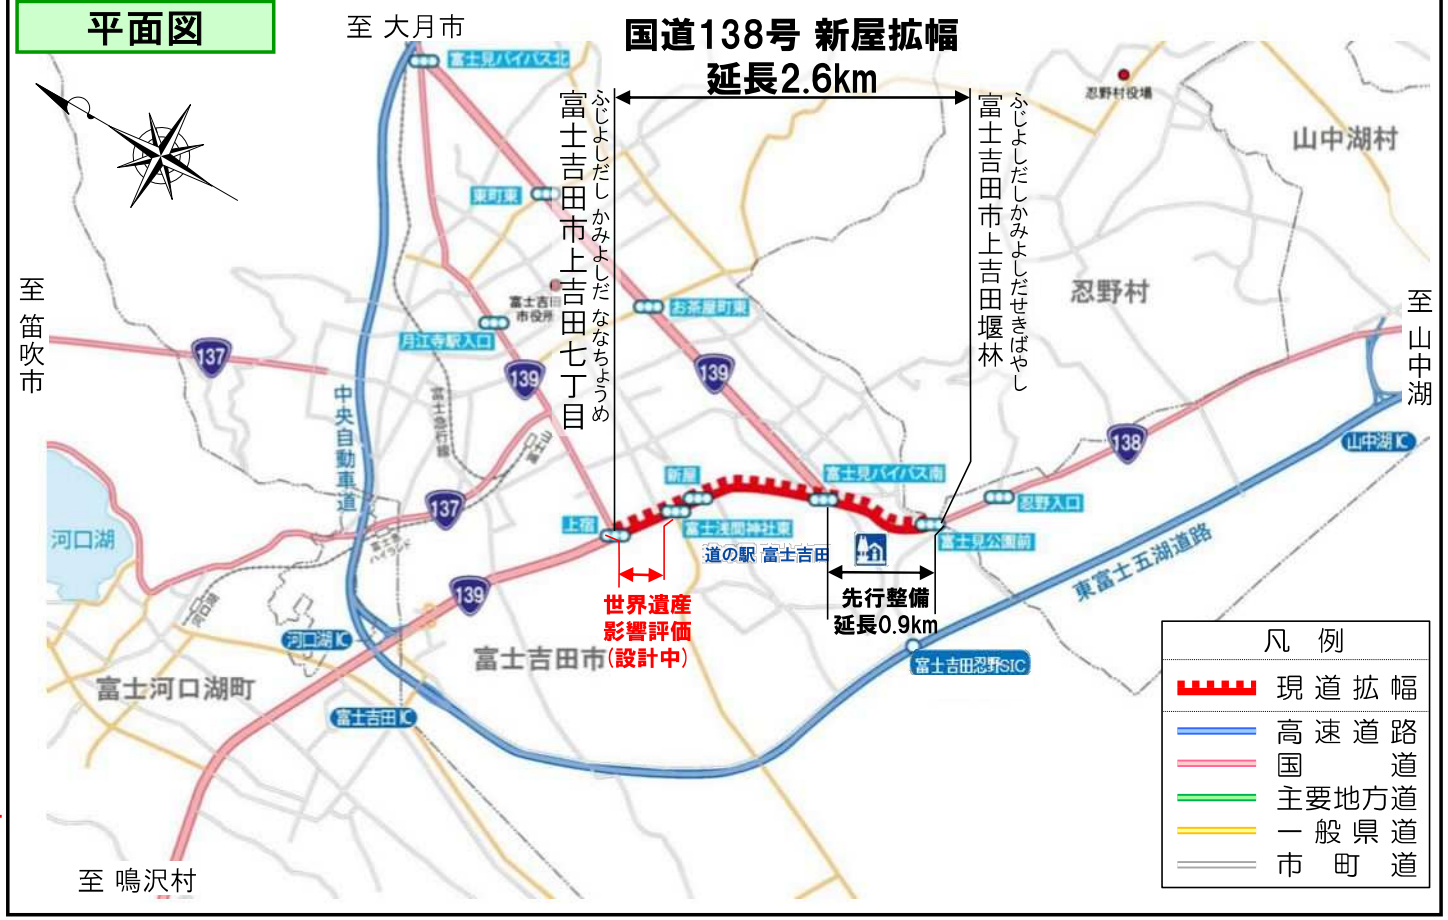 平面図
至 大月市
国道138号 新屋拡幅
延長2.6km
富士見バイパス北
忍野村役場
山中湖村
富士吉田市上吉田七丁目
ふじよしだし かみよしだ ななちょうめ
富士吉田市上吉田堰林
ふじよしだしかみよしだせきばやし
東町東
忍野村
至 笛吹市
至 山中湖
富士吉田
市役所
お茶屋町東
月江寺駅入口
137
139
139
中央自動車道
富士急行線
138
山中湖IC
新屋
富士見バイパス南
忍野入口
137
上宿
富士浅間神社東
富士見公園前
道の駅 富士吉田
河口湖
富士急
ハイランド
東富士五湖道路
139
世界遺産
影響評価
(設計中)
先行整備
延長0.9km
河口湖IC
富士吉田市
富士吉田忍野SIC
富士河口湖町
富士吉田IC
至 鳴沢村
凡例
現道拡幅
高速道路
国道
主要地方道
一般県道
市町道